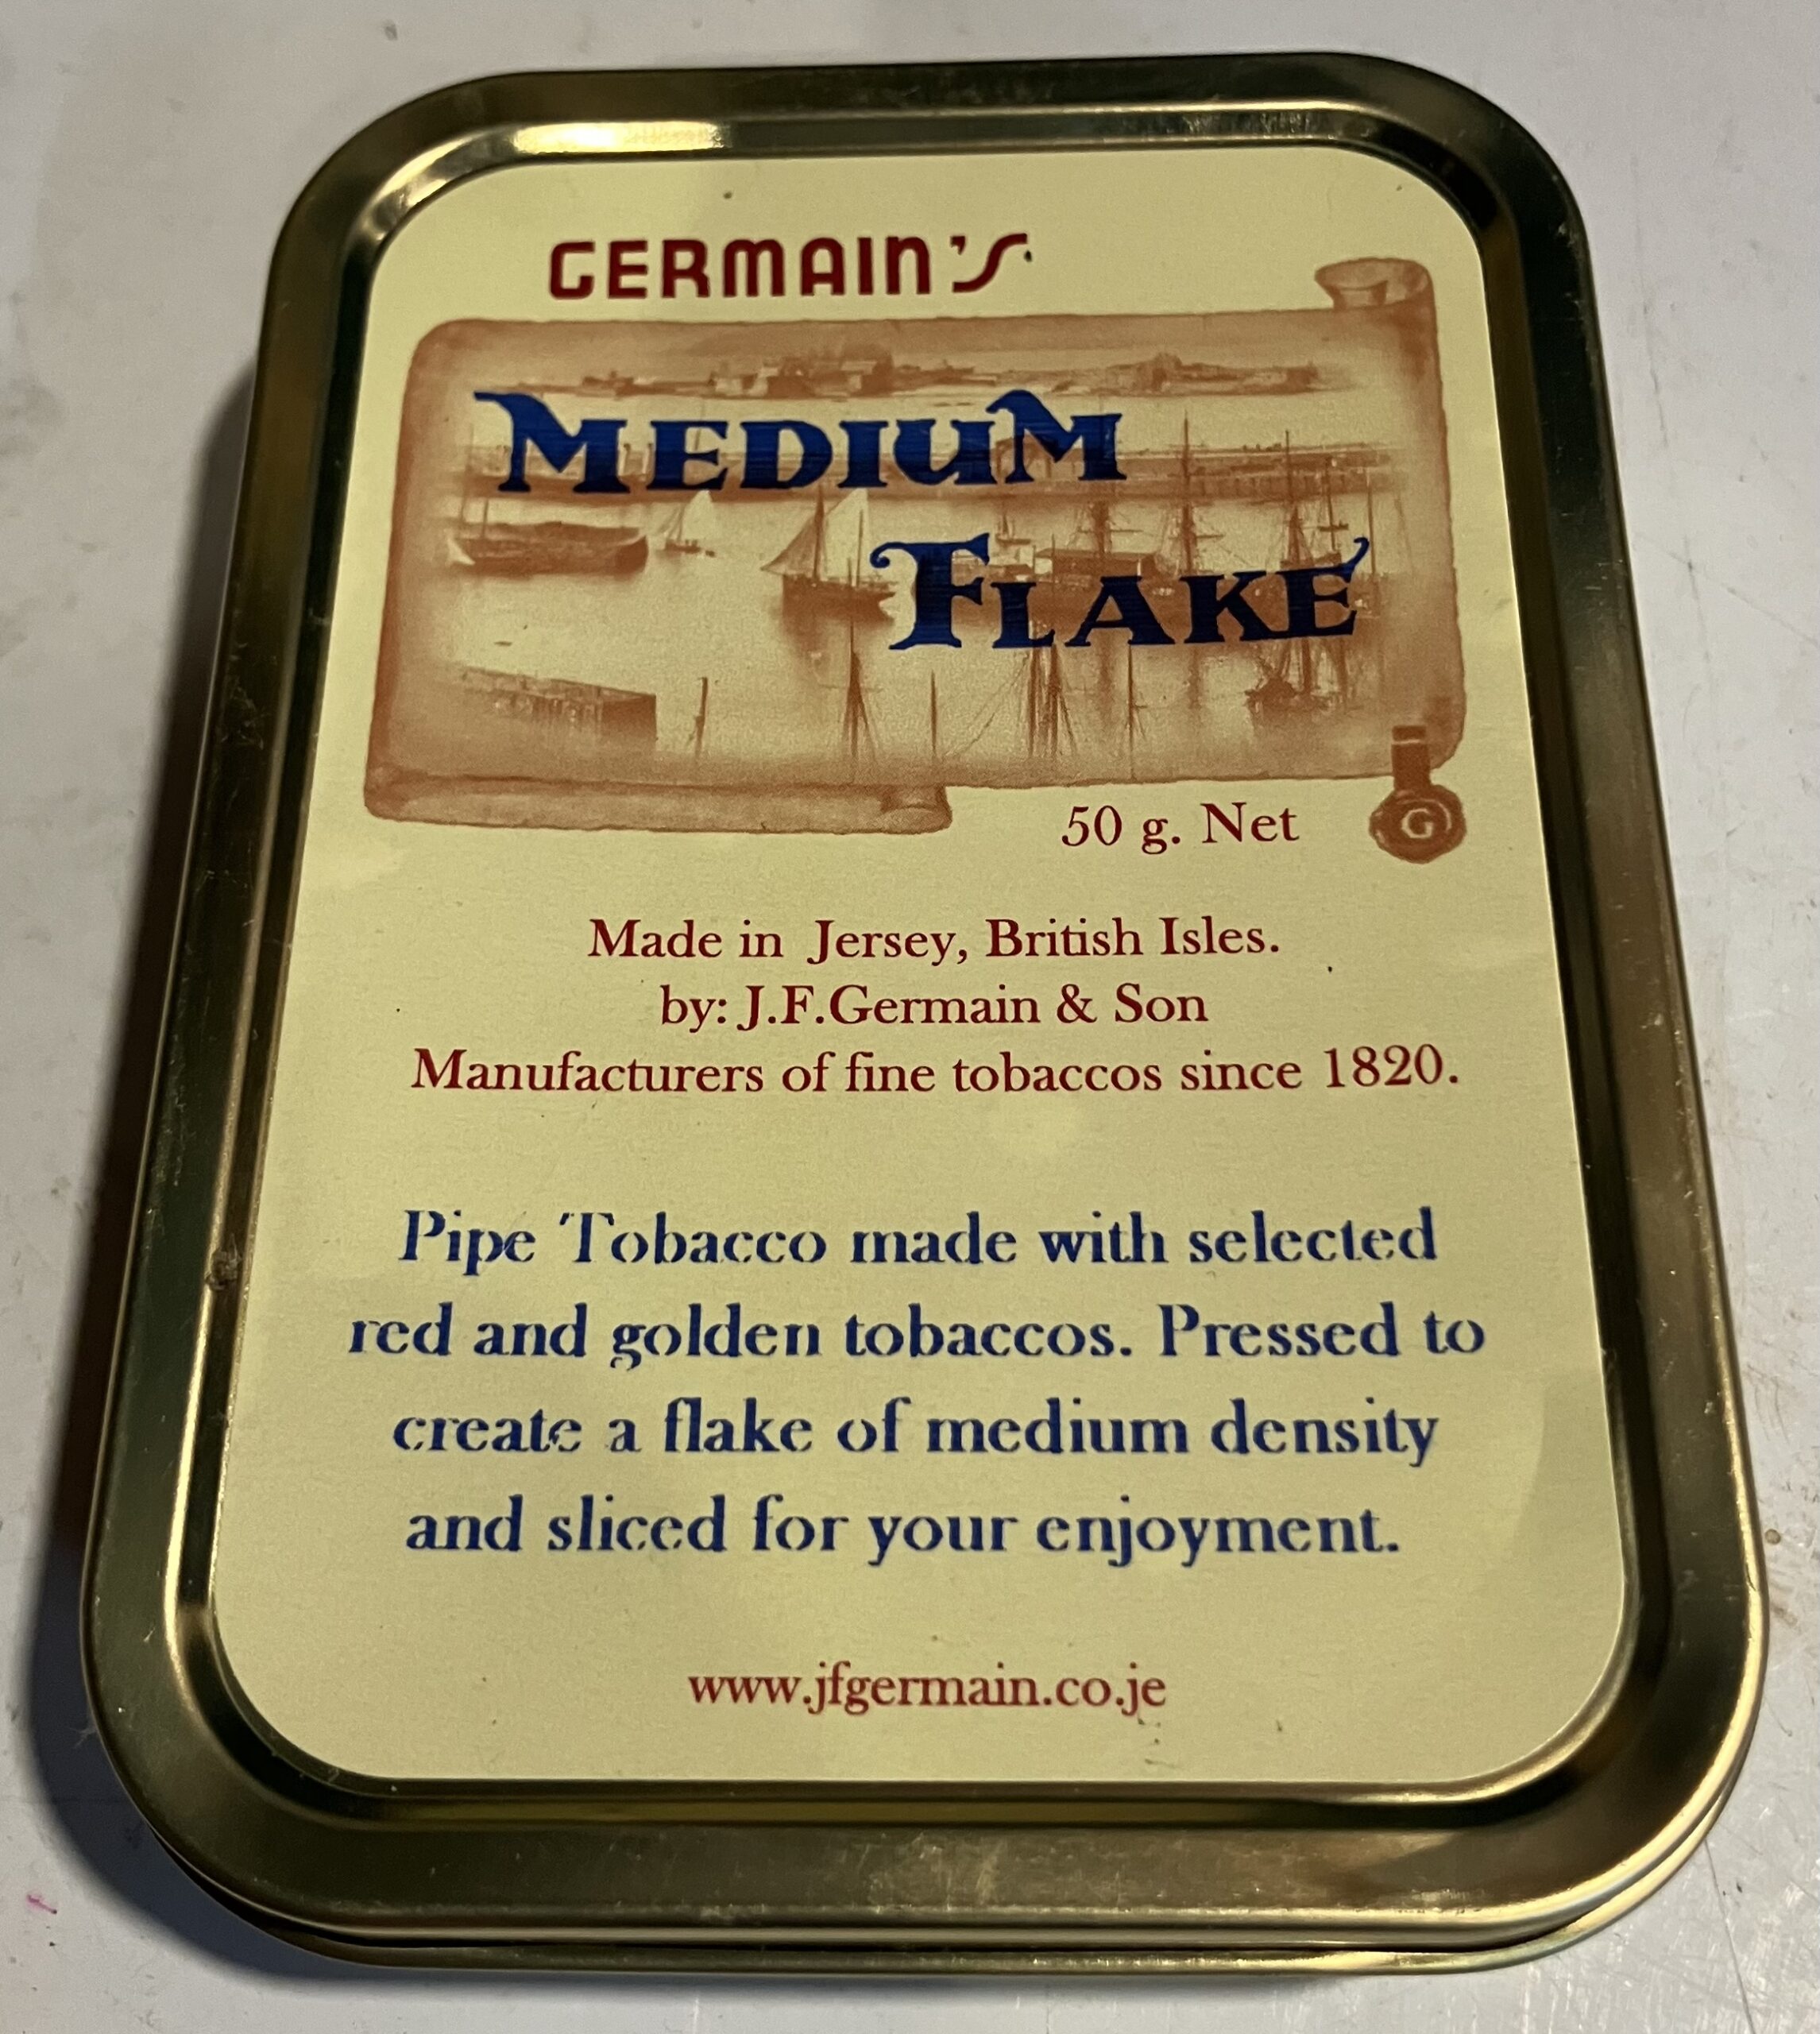 GERMAIN'S
MEDIUM
FLAKE
50 g. Net
G
Made in Jersey, British Isles.
by: J.F.Germain & Son
Manufacturers of fine tobaccos since 1820.
Pipe Tobacco made with selected
red and golden tobaccos. Pressed to
create a flake of medium density
and sliced for your enjoyment.
www.jfgermain.co.je